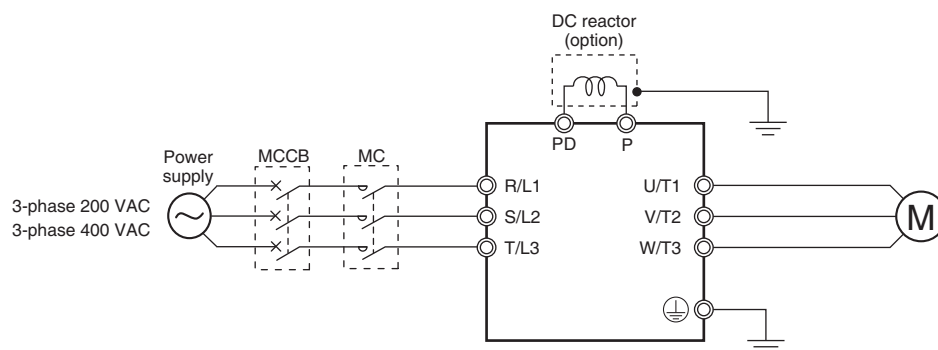 DC reactor
(option)
PD
P
Power
supply
MCCB
MC
3-phase 200 VAC
3-phase 400 VAC
R/L1
S/L2
T/L3
U/T1
V/T2
W/T3
M